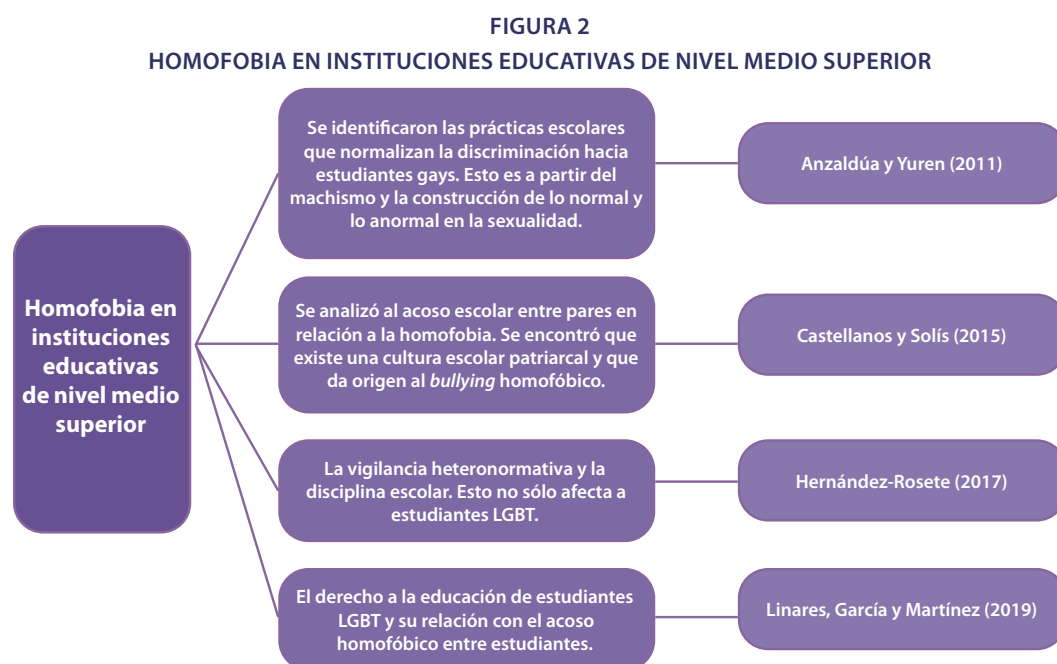 FIGURA 2
HOMOFOBIA EN INSTITUCIONES EDUCATIVAS DE NIVEL MEDIO SUPERIOR
Homofobia en
instituciones
educativas
de nivel medio
superior
Se identificaron las prácticas escolares
que normalizan la discriminación hacia
estudiantes gays. Esto es a partir del
machismo y la construcción de lo normal y
lo anormal en la sexualidad.
Anzaldúa y Yuren (2011)
Se analizó al acoso escolar entre pares en
relación a la homofobia. Se encontró que
existe una cultura escolar patriarcal y que
da origen al bullying homofóbico.
Castellanos y Solís (2015)
La vigilancia heteronormativa y la
disciplina escolar. Esto no sólo afecta a
estudiantes LGBT.
Hernández-Rosete (2017)
El derecho a la educación de estudiantes
LGBT y su relación con el acoso
homofóbico entre estudiantes.
Linares, García y Martínez (2019)